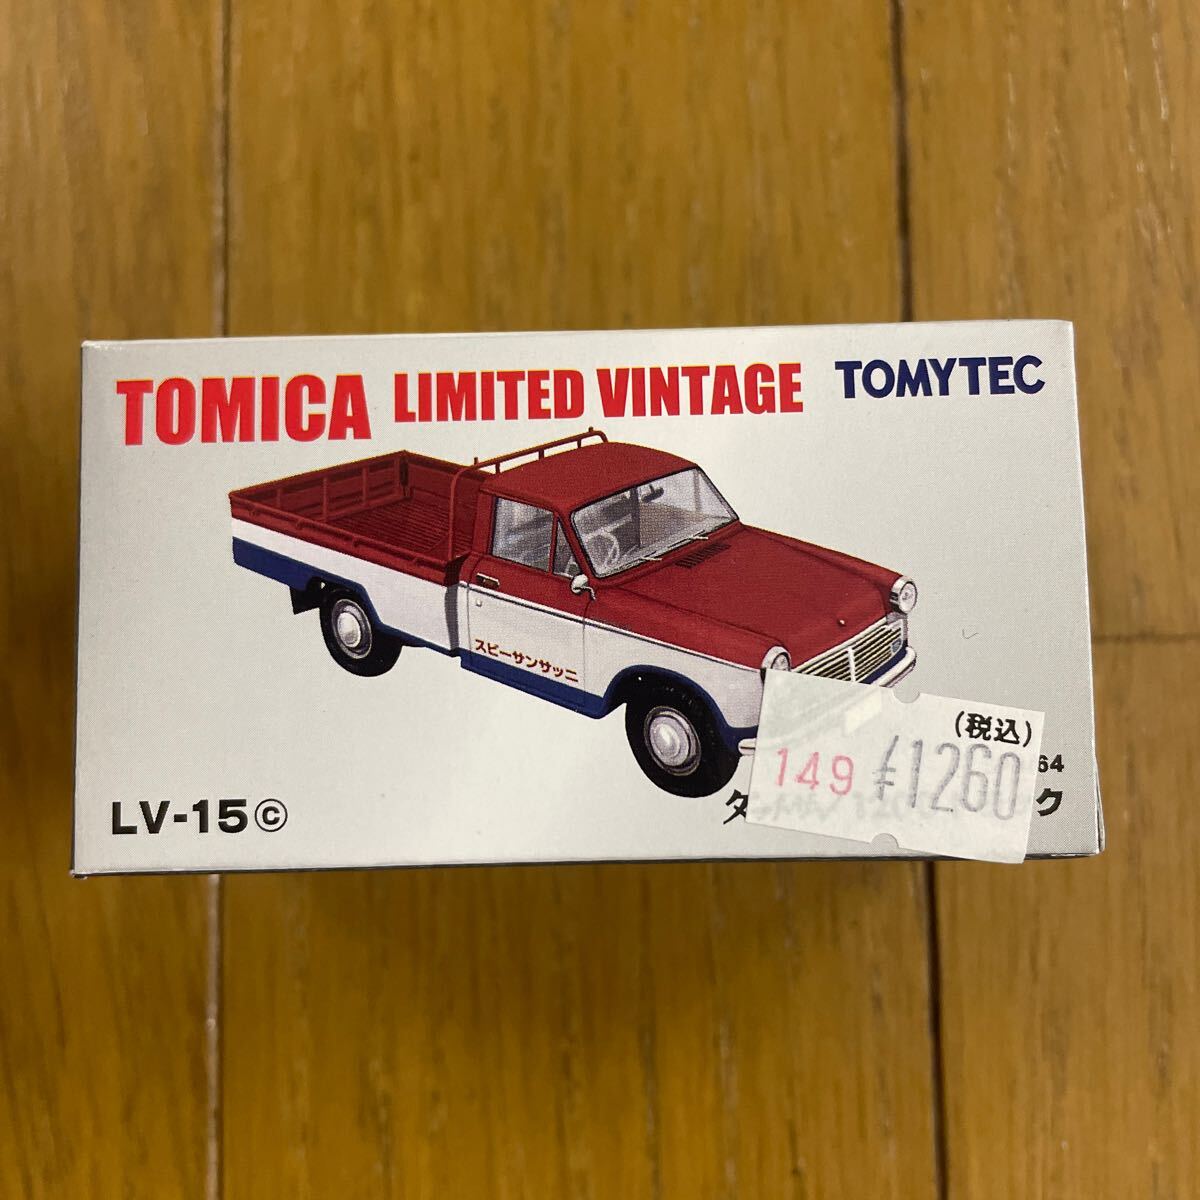 TOMICA LIMITED VINTAGE TOMYTEC
スピーサンサッニ
(税込)
149 ¥1260
64
LV-15ⓒ
ク